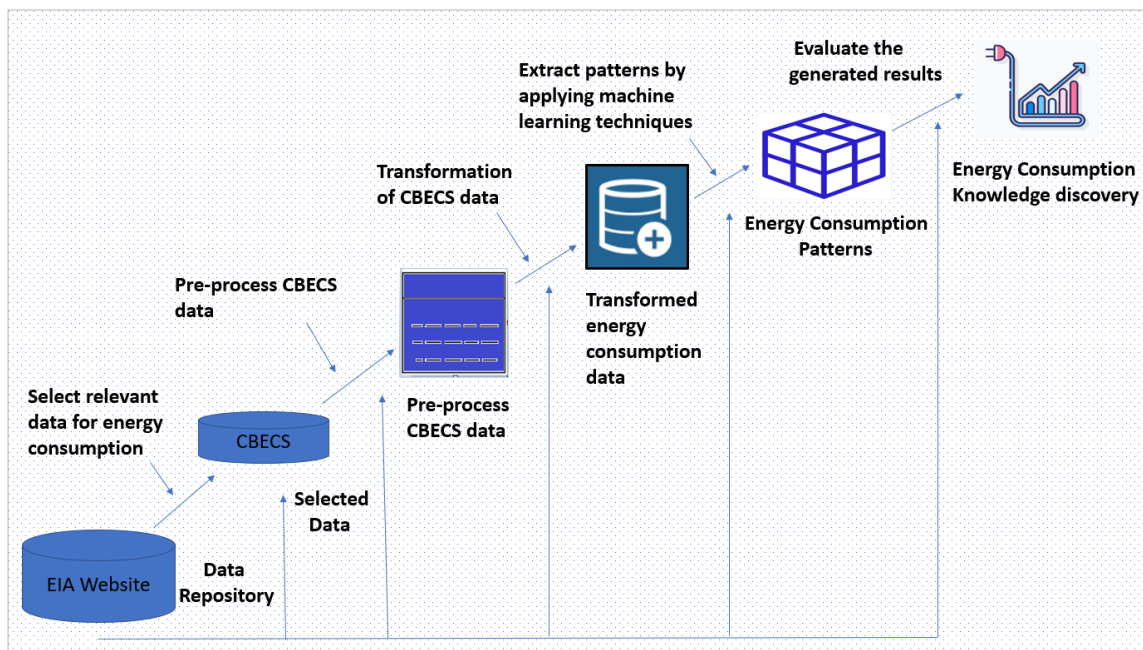 Evaluate the
generated results
Extract patterns by
applying machine
learning techniques
Energy Consumption
Knowledge discovery
Transformation
of CBECS data
Energy Consumption
Patterns
Pre-process CBECS
data
Transformed
energy
consumption
data
Select relevant
data for energy
consumption
Pre-process
CBECS data
CBECS
Selected
Data
EIA Website
Data
Repository